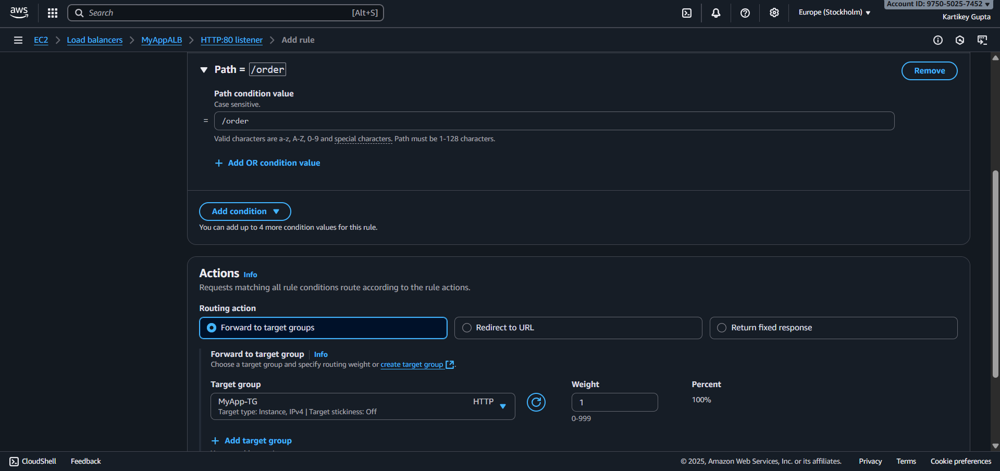 aws
Search [Alt+S]
Europe (Stockholm)
Account ID: 9750-5025-7452
Kartikey Gupta
EC2 > Load balancers > MyAppALB > HTTP:80 listener > Add rule
Path = /order
Remove
Path condition value
Case sensitive.
= /order
Valid characters are a-z, A-Z, 0-9 and special characters. Path must be 1-128 characters.
+ Add OR condition value
Add condition
You can add up to 4 more condition values for this rule.
Actions Info
Requests matching all rule conditions route according to the rule actions.
Routing action
Forward to target groups
Redirect to URL
Return fixed response
Forward to target group | Info
Choose a target group and specify routing weight or create target group.
Target group
Weight
Percent
MyApp-TG HTTP
Target type: Instance, IPv4 | Target stickiness: Off
1
100%
0-999
+ Add target group
CloudShell Feedback © 2025, Amazon Web Services, Inc. or its affiliates. Privacy Terms Cookie preferences